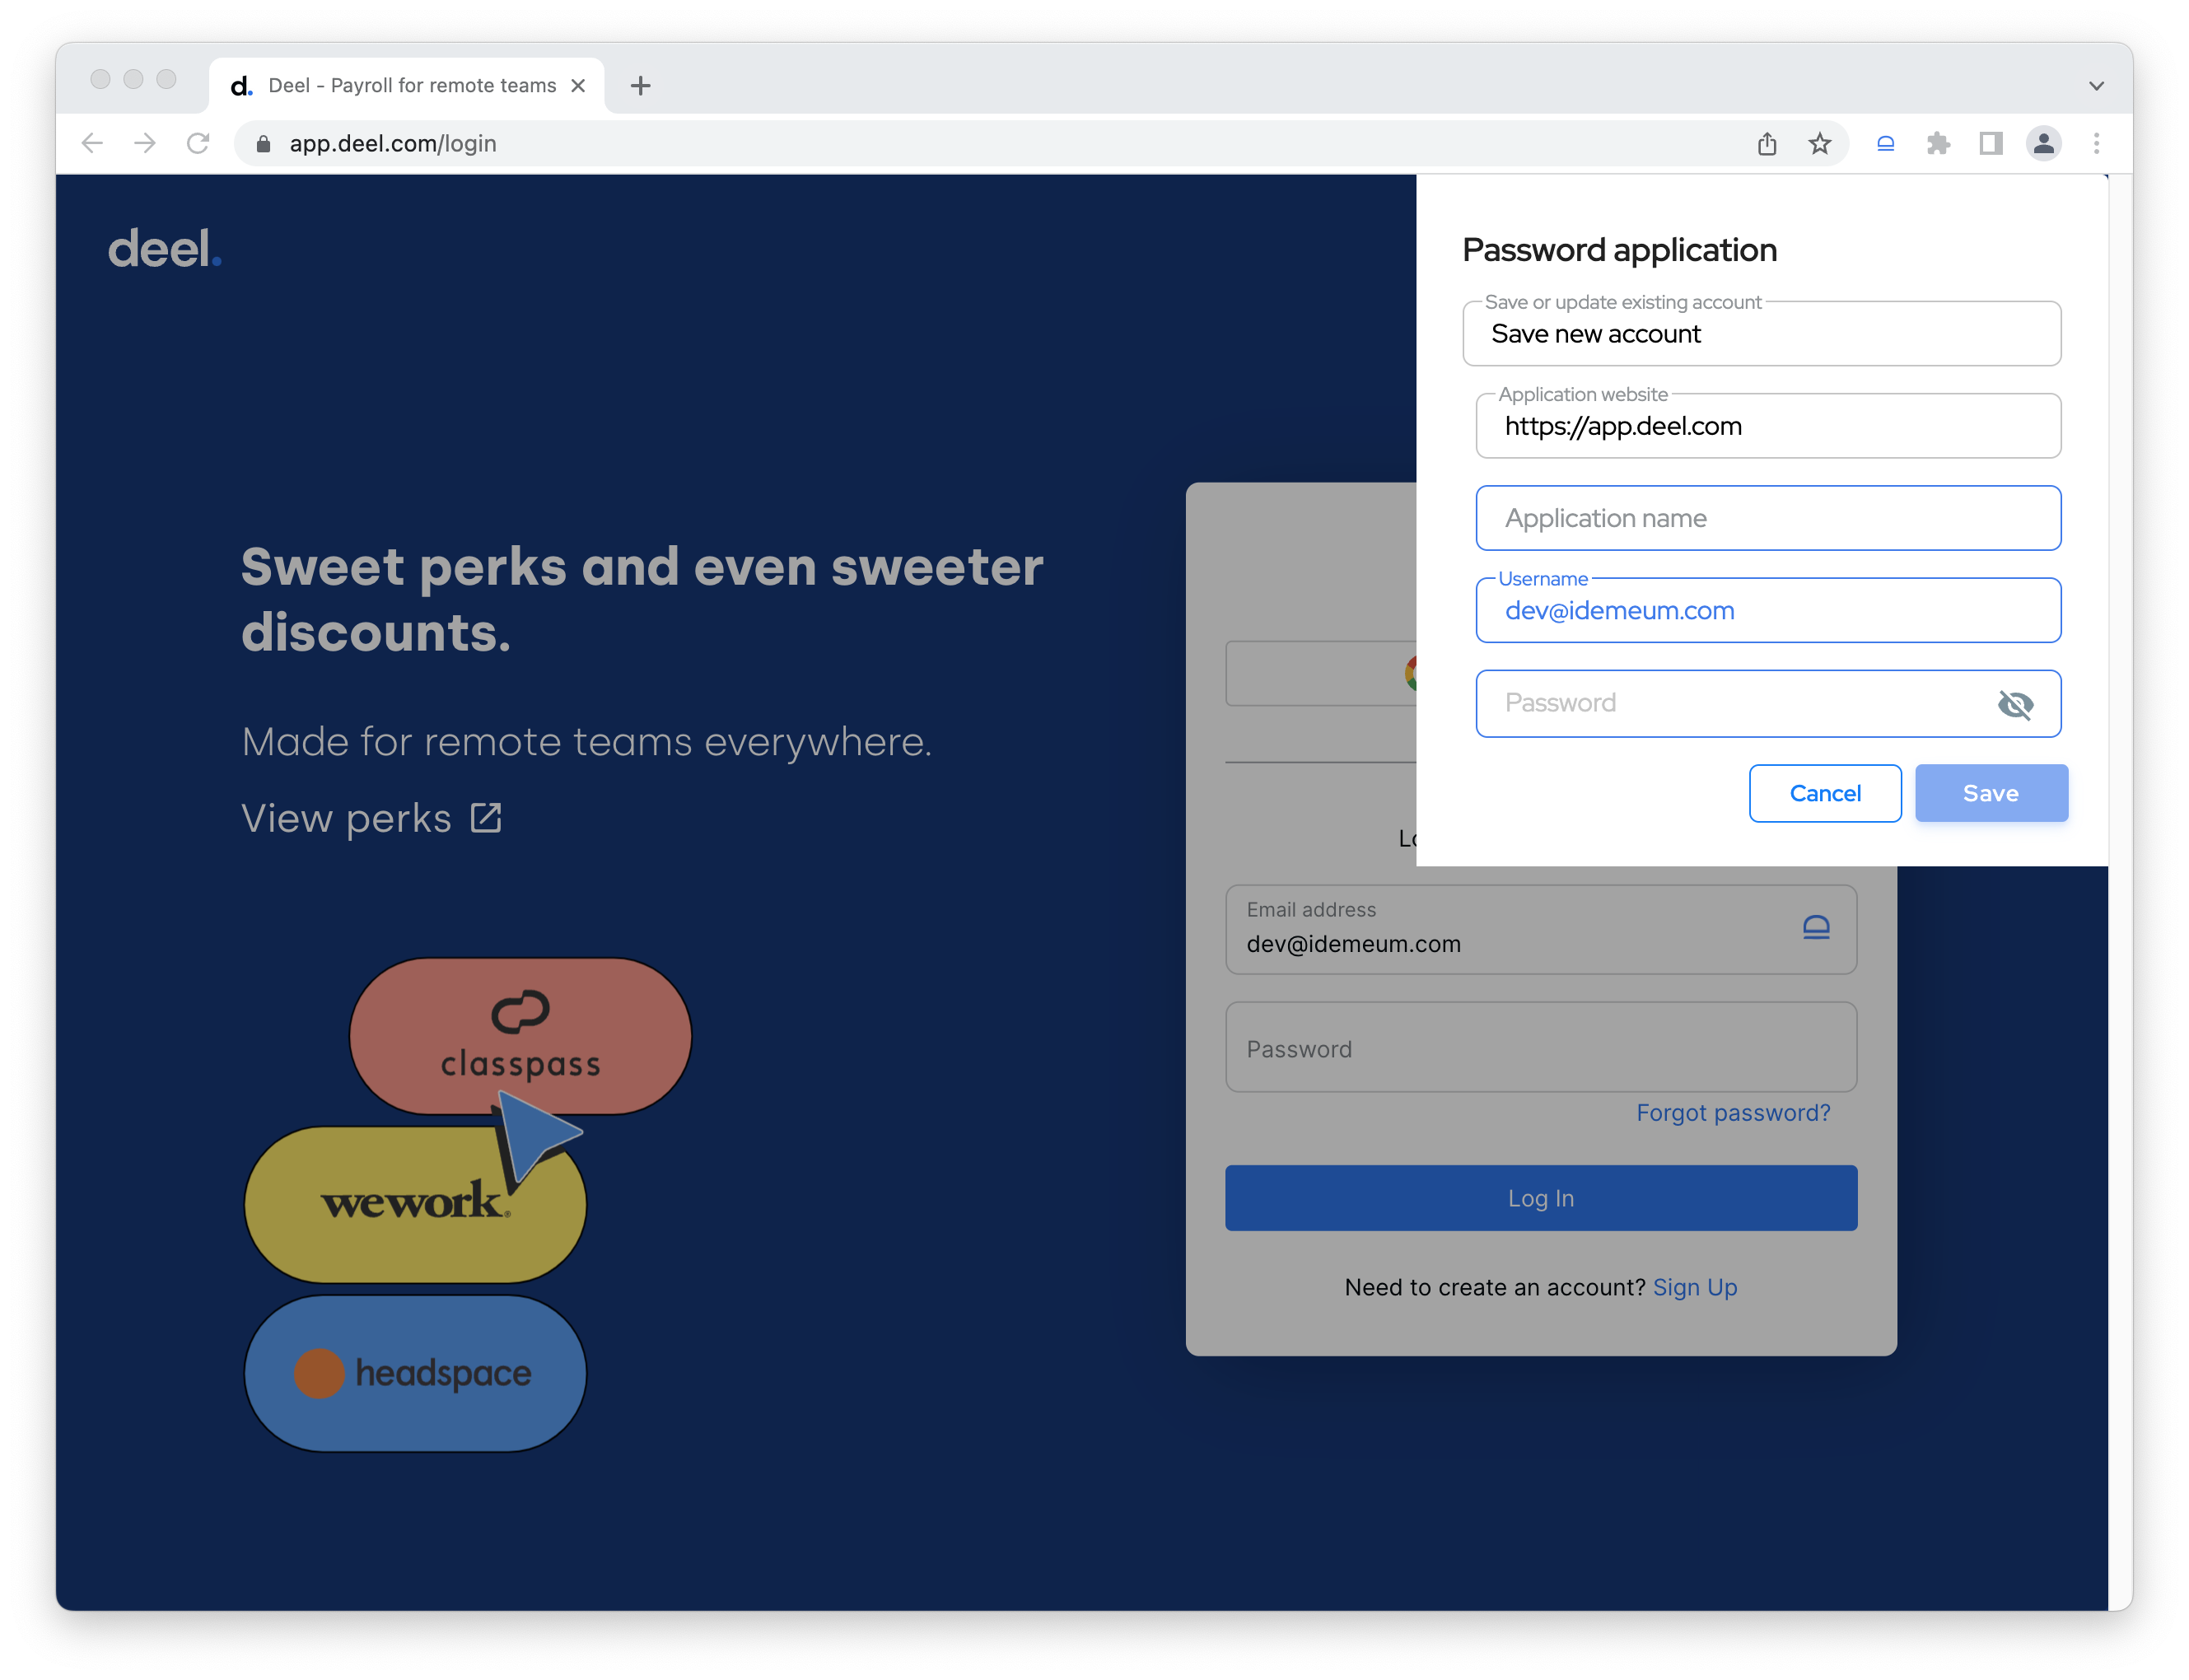 d. Deel - Payroll for remote teams
app.deel.com/login
deel.
Sweet perks and even sweeter
discounts.
Made for remote teams everywhere.
View perks
classpass
wework®
headspace
Password application
Save or update existing account
Save new account
Application website
https://app.deel.com
Application name
Username
dev@idemeum.com
Password
Cancel
Save
Email address
dev@idemeum.com
Password
Forgot password?
Log In
Need to create an account? Sign Up